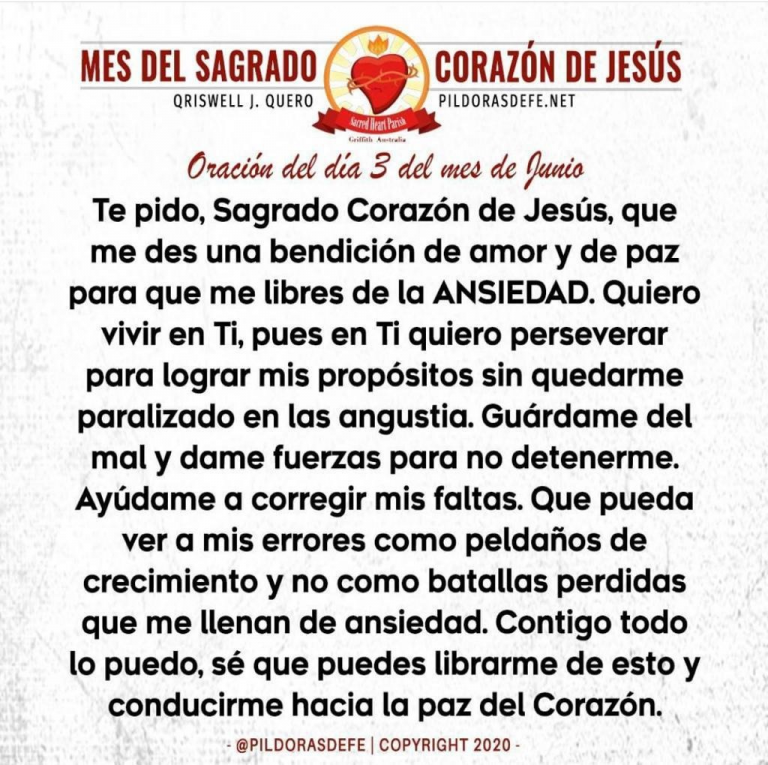 MES DEL SAGRADO CORAZÓN DE JESÚS
QRISWELL J. QUERO PILDORASDEFE.NET
Sacred Heart Parish
Griffith Australia
Oración del día 3 del mes de Junio
Te pido, Sagrado Corazón de Jesús, que
me des una bendición de amor y de paz
para que me libres de la ANSIEDAD. Quiero
vivir en Ti, pues en Ti quiero perseverar
para lograr mis propósitos sin quedarme
paralizado en las angustia. Guárdame del
mal y dame fuerzas para no detenerme.
Ayúdame a corregir mis faltas. Que pueda
ver a mis errores como peldaños de
crecimiento y no como batallas perdidas
que me llenan de ansiedad. Contigo todo
lo puedo, sé que puedes librarme de esto y
conducirme hacia la paz del Corazón.
- @PILDORASDEFE | COPYRIGHT 2020 -